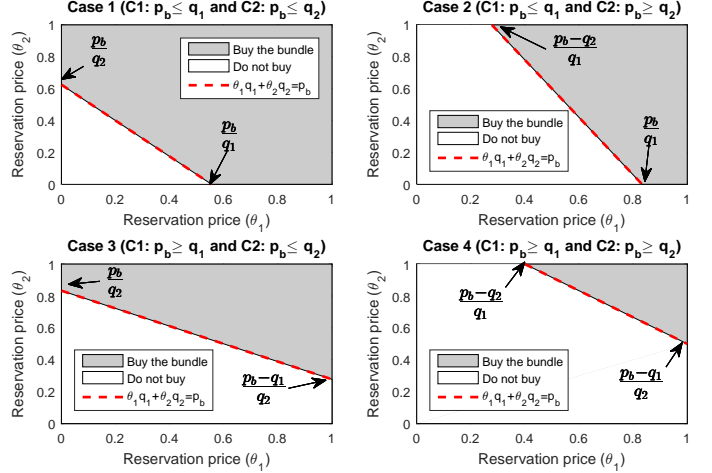 Case 1 (C1: p_b ≤ q_1 and C2: p_b ≤ q_2)
Reservation price (θ_2)
1
0.8
0.6
0.4
0.2
0
p_b/q_2
Buy the bundle
Do not buy
θ_1q_1+θ_2q_2=p_b
p_b/q_1
0 0.2 0.4 0.6 0.8 1
Reservation price (θ_1)
Case 2 (C1: p_b ≤ q_1 and C2: p_b ≥ q_2)
Reservation price (θ_2)
1
0.8
0.6
0.4
0.2
0
p_b−q_2/q_1
Buy the bundle
Do not buy
θ_1q_1+θ_2q_2=p_b
p_b/q_1
0 0.2 0.4 0.6 0.8 1
Reservation price (θ_1)
Case 3 (C1: p_b ≥ q_1 and C2: p_b ≤ q_2)
Reservation price (θ_2)
1
0.8
0.6
0.4
0.2
0
p_b/q_2
Buy the bundle
Do not buy
θ_1q_1+θ_2q_2=p_b
p_b−q_1/q_2
0 0.2 0.4 0.6 0.8 1
Reservation price (θ_1)
Case 4 (C1: p_b ≥ q_1 and C2: p_b ≥ q_2)
Reservation price (θ_2)
1
0.8
0.6
0.4
0.2
0
p_b−q_2/q_1
Buy the bundle
Do not buy
θ_1q_1+θ_2q_2=p_b
p_b−q_1/q_2
0 0.2 0.4 0.6 0.8 1
Reservation price (θ_1)